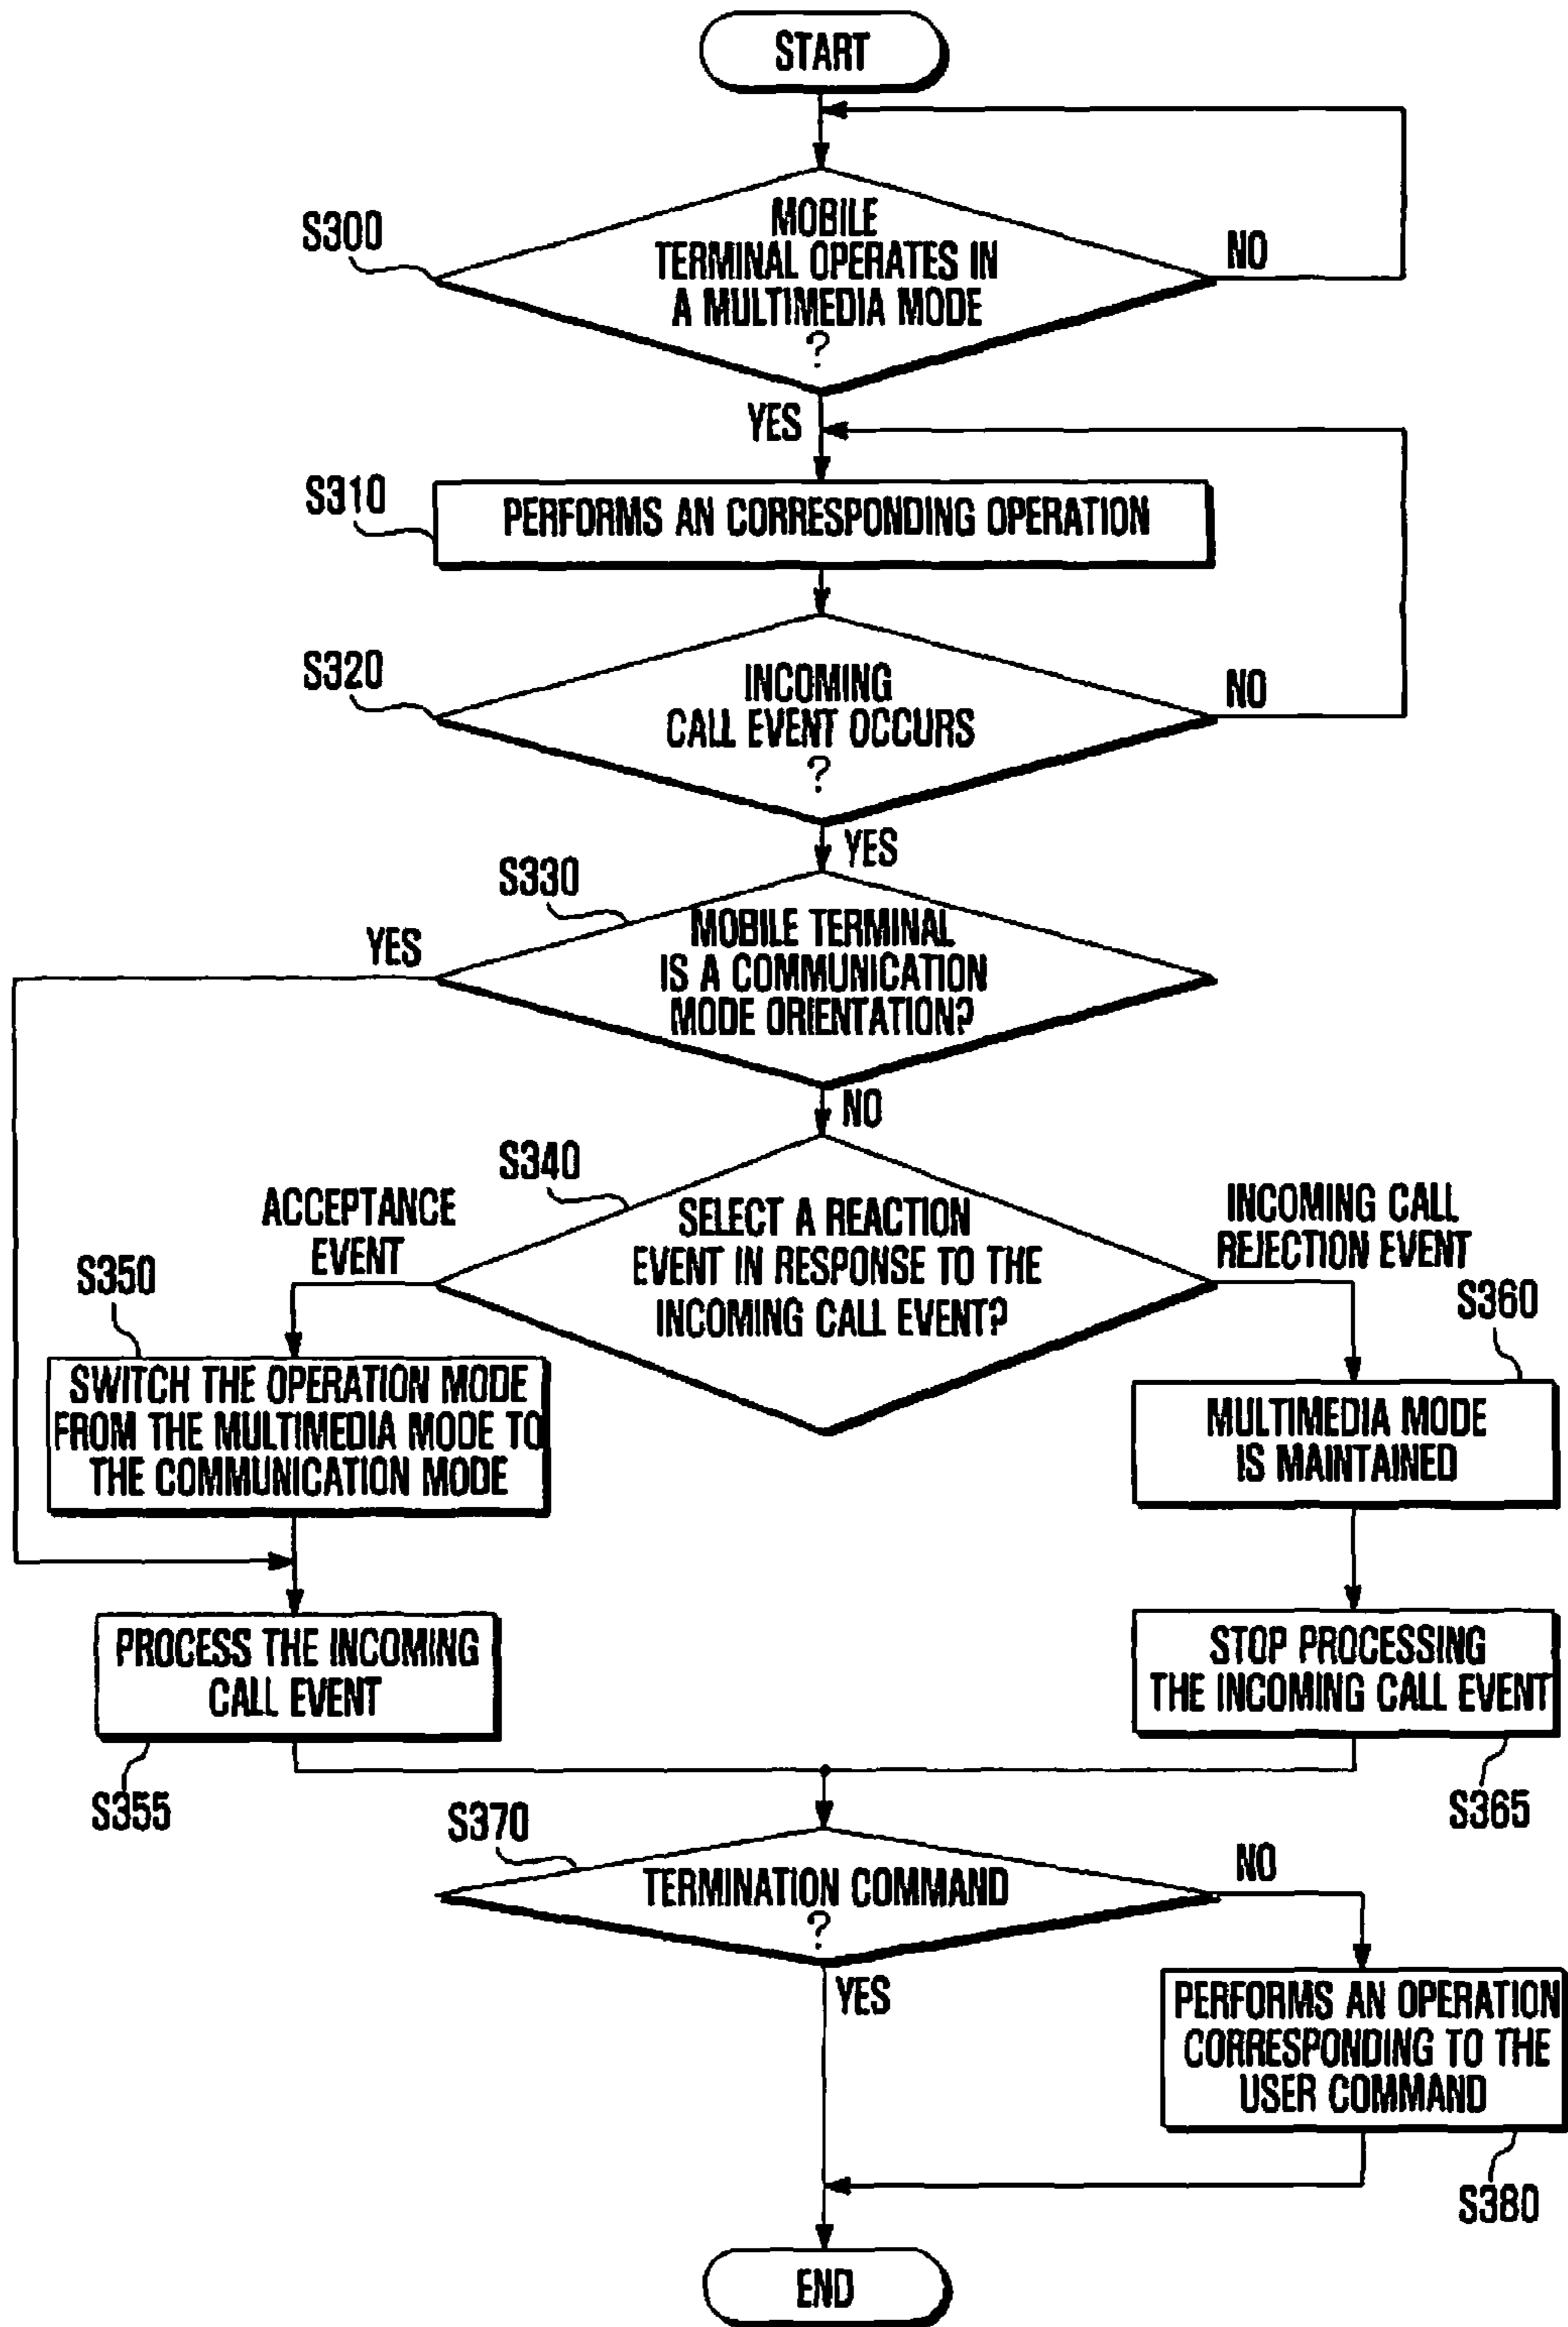 START
S300
MOBILE
TERMINAL OPERATES IN
A MULTIMEDIA MODE
?
NO
YES
S310
PERFORMS AN CORRESPONDING OPERATION
S320
INCOMING
CALL EVENT OCCURS
?
NO
YES
S330
YES
MOBILE TERMINAL
IS A COMMUNICATION
MODE ORIENTATION?
NO
S340
ACCEPTANCE
EVENT
SELECT A REACTION
EVENT IN RESPONSE TO THE
INCOMING CALL EVENT?
INCOMING CALL
REJECTION EVENT
S350
SWITCH THE OPERATION MODE
FROM THE MULTIMEDIA MODE TO
THE COMMUNICATION MODE
S360
MULTIMEDIA MODE
IS MAINTAINED
PROCESS THE INCOMING
CALL EVENT
S355
STOP PROCESSING
THE INCOMING CALL EVENT
S365
S370
TERMINATION COMMAND
?
NO
YES
PERFORMS AN OPERATION
CORRESPONDING TO THE
USER COMMAND
S380
END